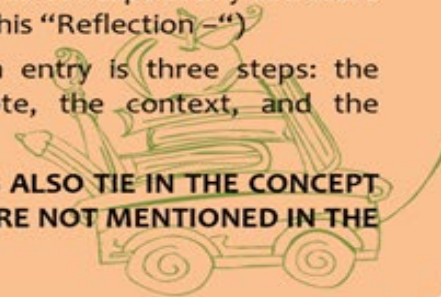 his “Reflection –“)
entry is three steps: the
te, the context, and the
ALSO TIE IN THE CONCEPT
RE NOT MENTIONED IN THE